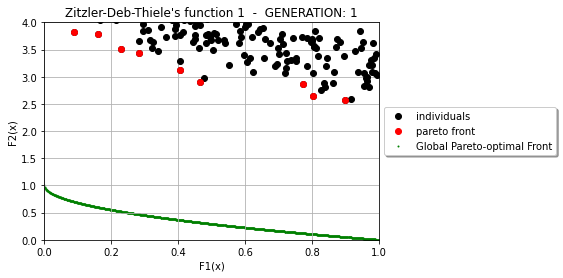 Zitzler-Deb-Thiele's function 1 - GENERATION: 1
4.0
3.5
3.0
2.5
2.0
1.5
1.0
0.5
0.0
F2(x)
0.0 0.2 0.4 0.6 0.8 1.0
F1(x)
individuals
pareto front
Global Pareto-optimal Front